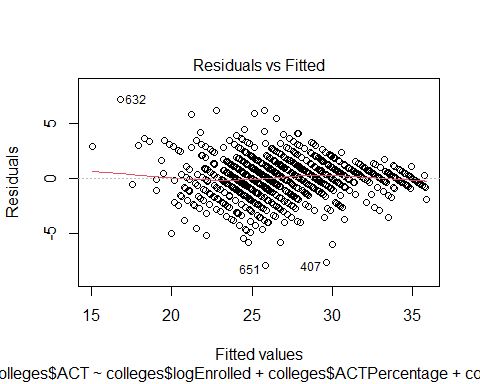 Residuals vs Fitted
Residuals
5
0
-5
632
651
407
15 20 25 30 35
Fitted values
olleges$ACT ~ colleges$logEnrolled + colleges$ACTPercentage + co